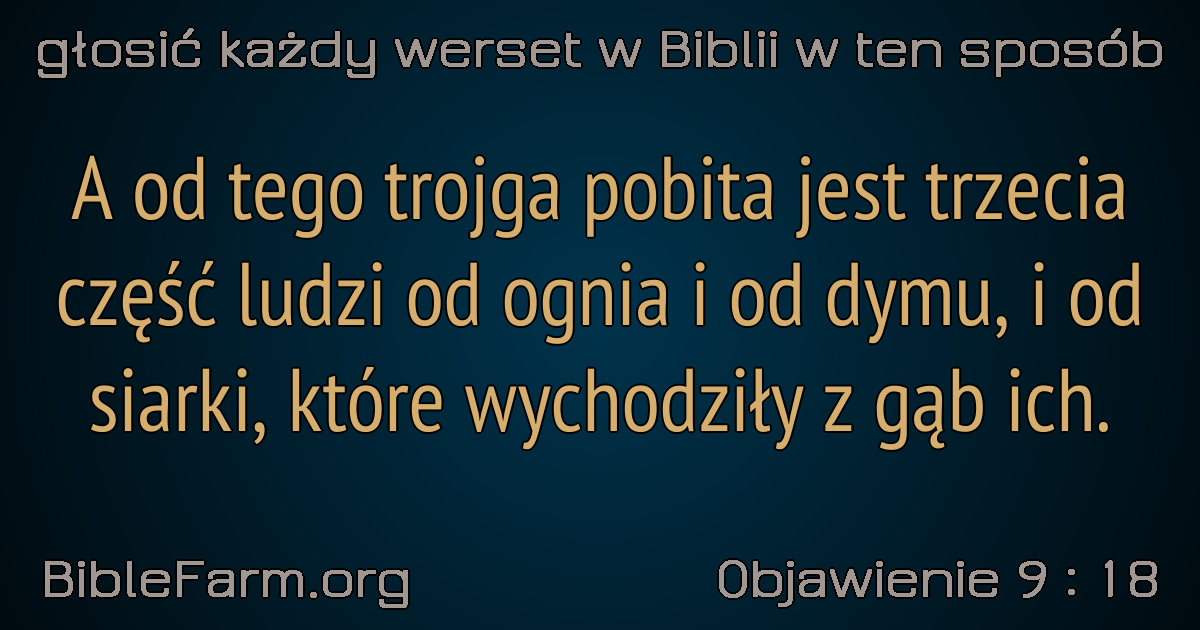 głosić każdy werset w Biblii w ten sposób
A od tego trojga pobita jest trzecia
część ludzi od ognia i od dymu, i od
siarki, które wychodziły z gąb ich.
BibleFarm.org
Objawienie 9 : 18